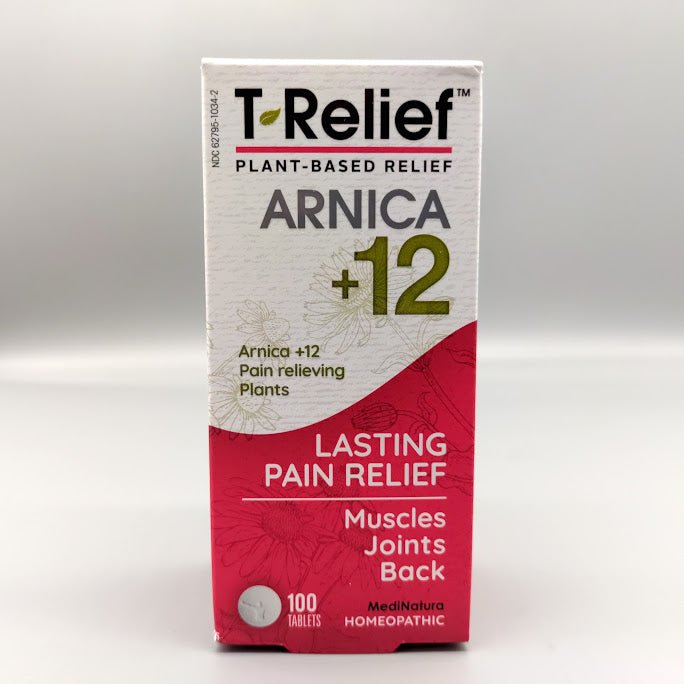 NDC 62795-1034-2
T-Relief™
PLANT-BASED RELIEF
ARNICA
+12
Arnica +12
Pain relieving
Plants
LASTING
PAIN RELIEF
Muscles
Joints
Back
100
TABLETS
MediNatura
HOMEOPATHIC